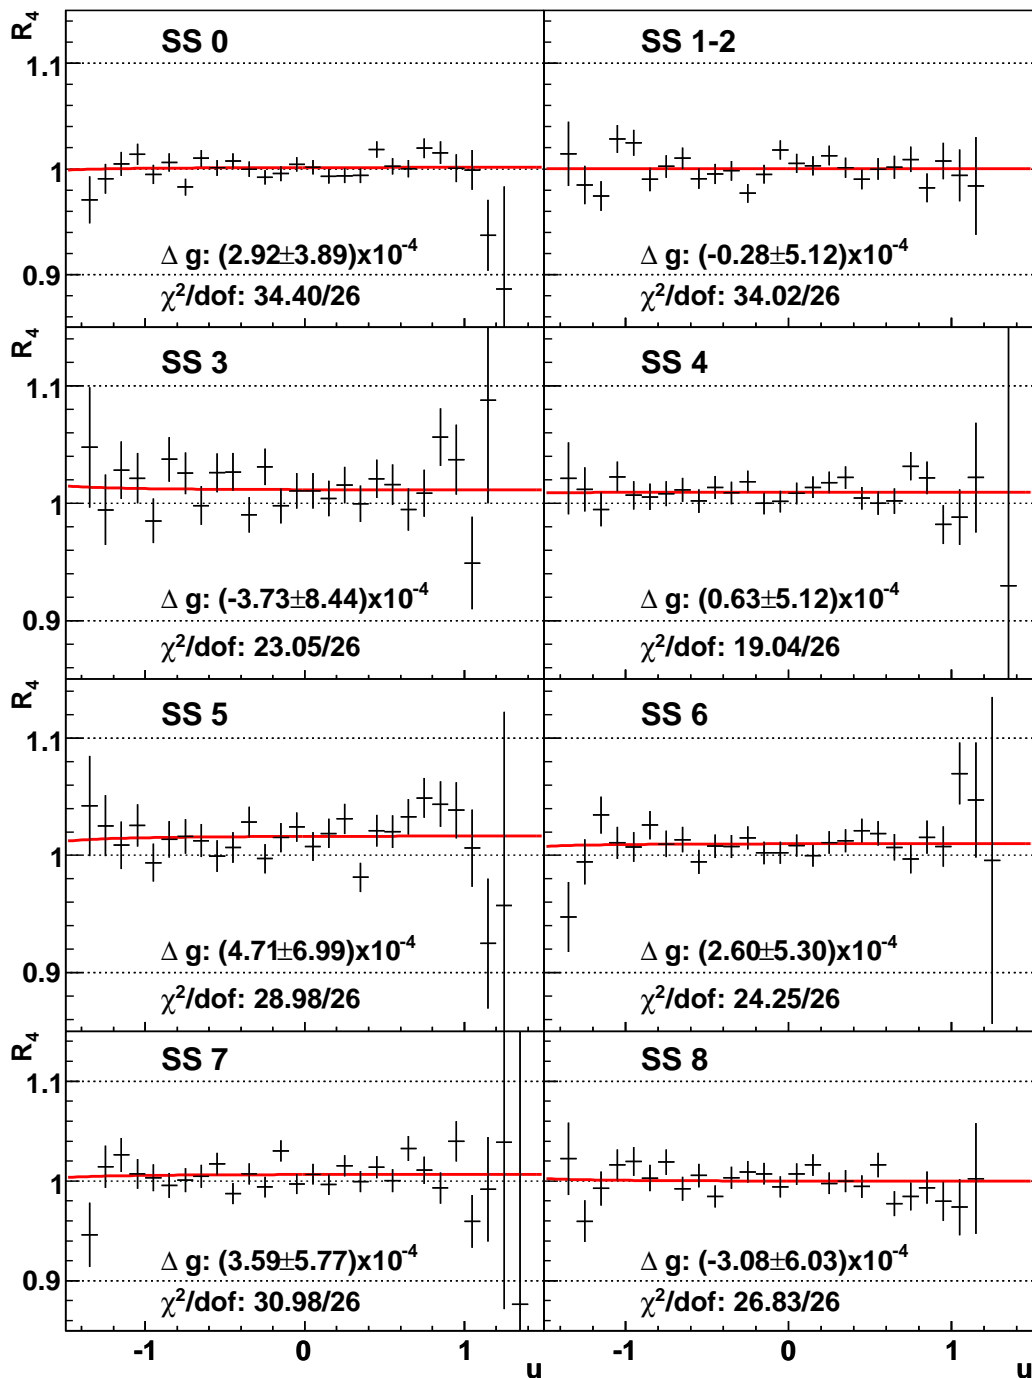 R4
SS 0
1.1
1
0.9
Δ g: (2.92±3.89)x10^-4
χ²/dof: 34.40/26
SS 1-2
Δ g: (-0.28±5.12)x10^-4
χ²/dof: 34.02/26
R4
SS 3
1.1
1
0.9
Δ g: (-3.73±8.44)x10^-4
χ²/dof: 23.05/26
SS 4
Δ g: (0.63±5.12)x10^-4
χ²/dof: 19.04/26
R4
SS 5
1.1
1
0.9
Δ g: (4.71±6.99)x10^-4
χ²/dof: 28.98/26
SS 6
Δ g: (2.60±5.30)x10^-4
χ²/dof: 24.25/26
R4
SS 7
1.1
1
0.9
Δ g: (3.59±5.77)x10^-4
χ²/dof: 30.98/26
SS 8
Δ g: (-3.08±6.03)x10^-4
χ²/dof: 26.83/26
-1 0 1 u
-1 0 1 u